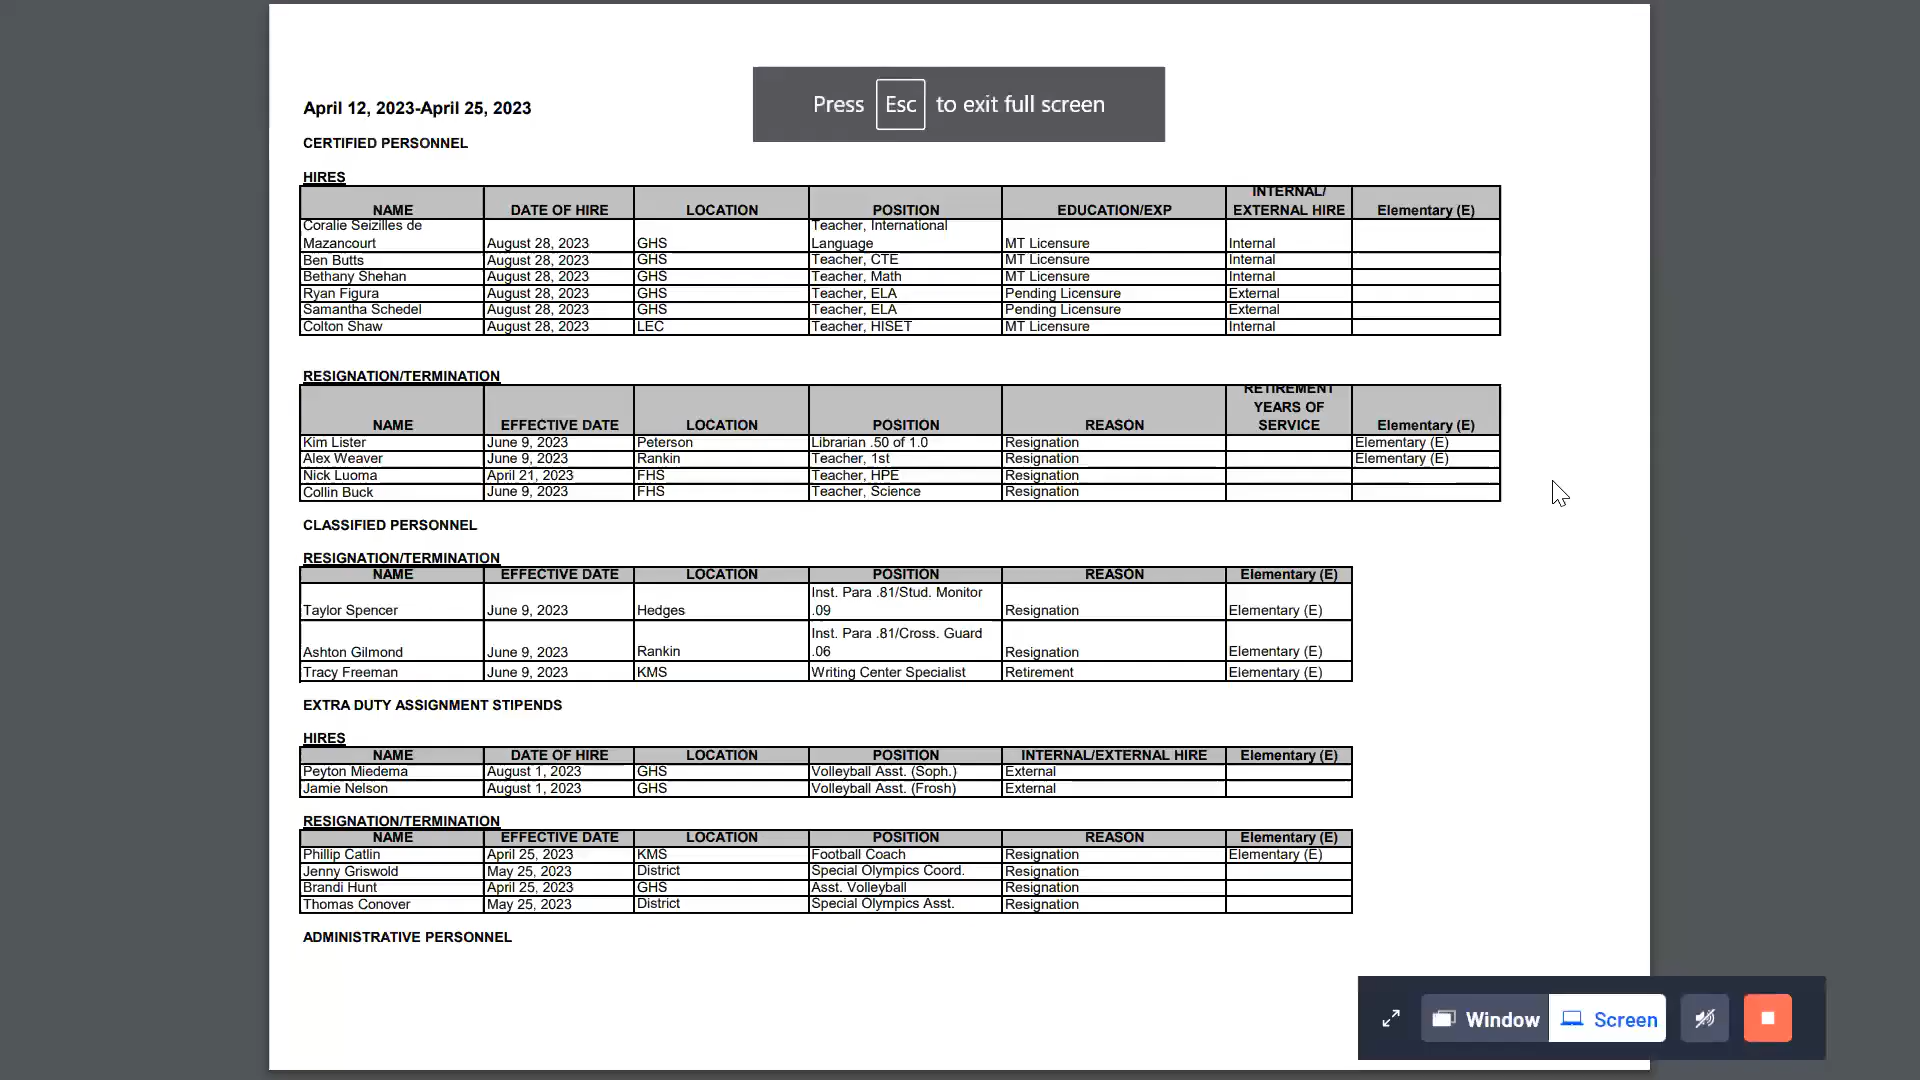 Press Esc to exit full screen
April 12, 2023-April 25, 2023
CERTIFIED PERSONNEL
HIRES
NAME DATE OF HIRE LOCATION POSITION EDUCATION/EXP INTERNAL/ EXTERNAL HIRE Elementary (E)
Coralie Seizilles de Mazancourt August 28, 2023 GHS Teacher, International Language MT Licensure Internal
Ben Butts August 28, 2023 GHS Teacher, CTE MT Licensure Internal
Bethany Shehan August 28, 2023 GHS Teacher, Math MT Licensure Internal
Ryan Figura August 28, 2023 GHS Teacher, ELA Pending Licensure External
Samantha Schedel August 28, 2023 GHS Teacher, ELA Pending Licensure External
Colton Shaw August 28, 2023 LEC Teacher, HISET MT Licensure Internal
RESIGNATION/TERMINATION
NAME EFFECTIVE DATE LOCATION POSITION REASON RETIREMENT YEARS OF SERVICE Elementary (E)
Kim Lister June 9, 2023 Peterson Librarian .50 of 1.0 Resignation Elementary (E)
Alex Weaver June 9, 2023 Rankin Teacher, 1st Resignation Elementary (E)
Nick Luoma April 21, 2023 FHS Teacher, HPE Resignation
Collin Buck June 9, 2023 FHS Teacher, Science Resignation
CLASSIFIED PERSONNEL
RESIGNATION/TERMINATION
NAME EFFECTIVE DATE LOCATION POSITION REASON Elementary (E)
Taylor Spencer June 9, 2023 Hedges Inst. Para .81/Stud. Monitor .09 Resignation Elementary (E)
Ashton Gilmond June 9, 2023 Rankin Inst. Para .81/Cross. Guard .06 Resignation Elementary (E)
Tracy Freeman June 9, 2023 KMS Writing Center Specialist Retirement Elementary (E)
EXTRA DUTY ASSIGNMENT STIPENDS
HIRES
NAME DATE OF HIRE LOCATION POSITION INTERNAL/EXTERNAL HIRE Elementary (E)
Peyton Miedema August 1, 2023 GHS Volleyball Asst. (Soph.) External
Jamie Nelson August 1, 2023 GHS Volleyball Asst. (Frosh) External
RESIGNATION/TERMINATION
NAME EFFECTIVE DATE LOCATION POSITION REASON Elementary (E)
Phillip Catlin April 25, 2023 KMS Football Coach Resignation Elementary (E)
Jenny Griswold May 25, 2023 District Special Olympics Coord. Resignation
Brandi Hunt April 25, 2023 GHS Asst. Volleyball Resignation
Thomas Conover May 25, 2023 District Special Olympics Asst. Resignation
ADMINISTRATIVE PERSONNEL
Window Screen